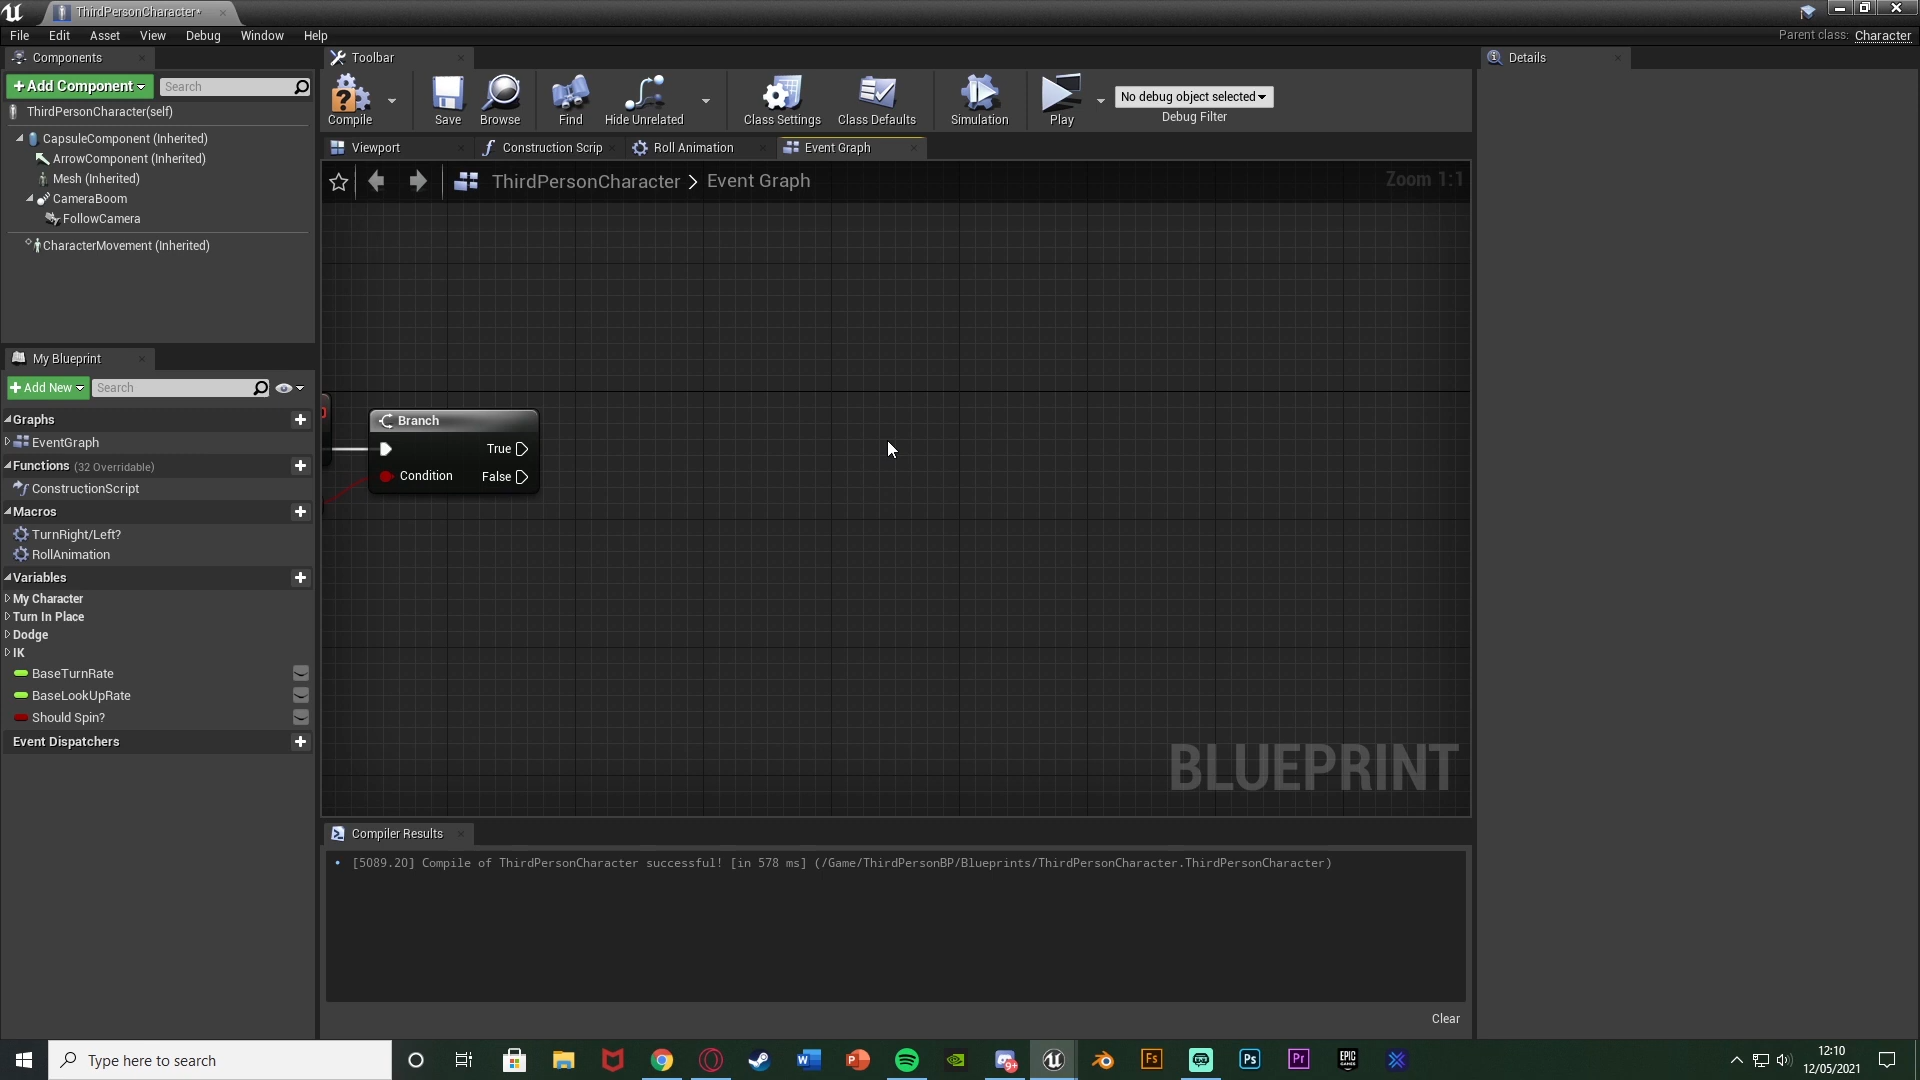 ThirdPersonCharacter*
File Edit Asset View Debug Window Help
Parent class: Character
Components
Toolbar
Details
+Add Component
Search
ThirdPersonCharacter(self)
CapsuleComponent (Inherited)
ArrowComponent (Inherited)
Mesh (Inherited)
CameraBoom
FollowCamera
CharacterMovement (Inherited)
Compile
Save
Browse
Find
Hide Unrelated
Class Settings
Class Defaults
Simulation
Play
No debug object selected
Debug Filter
Viewport
Construction Scrip
Roll Animation
Event Graph
ThirdPersonCharacter > Event Graph
Zoom 1:1
Branch
True
Condition
False
BLUEPRINT
My Blueprint
+Add New
Search
Graphs
EventGraph
Functions (32 Overridable)
ConstructionScript
Macros
TurnRight/Left?
RollAnimation
Variables
My Character
Turn In Place
Dodge
IK
BaseTurnRate
BaseLookUpRate
Should Spin?
Event Dispatchers
Compiler Results
[5089.20] Compile of ThirdPersonCharacter successful! [in 578 ms] (/Game/ThirdPersonBP/Blueprints/ThirdPersonCharacter.ThirdPersonCharacter)
Clear
Type here to search
12:10
12/05/2021